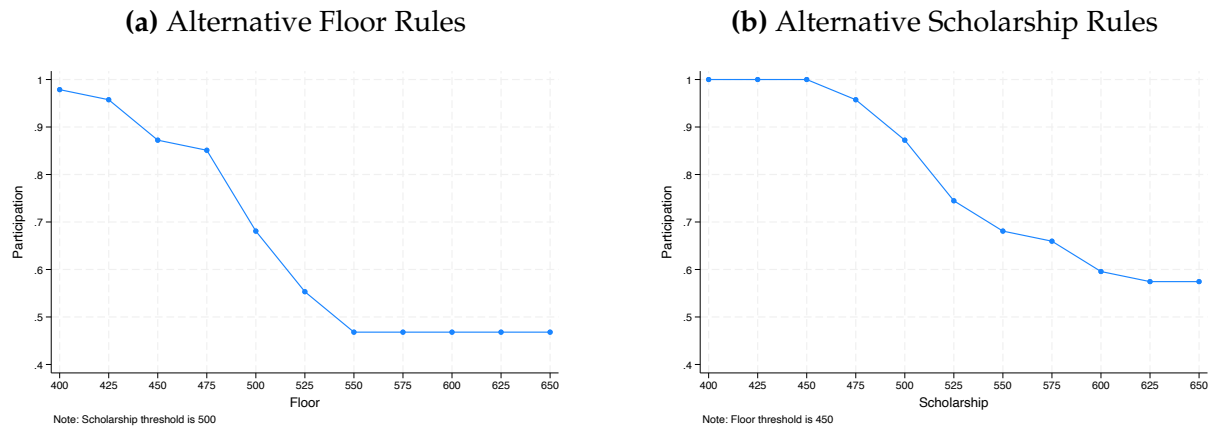 (a) Alternative Floor Rules
1
.9
.8
.7
.6
.5
.4
Participation
400 425 450 475 500 525 550 575 600 625 650
Floor
Note: Scholarship threshold is 500
(b) Alternative Scholarship Rules
1
.9
.8
.7
.6
.5
.4
Participation
400 425 450 475 500 525 550 575 600 625 650
Scholarship
Note: Floor threshold is 450